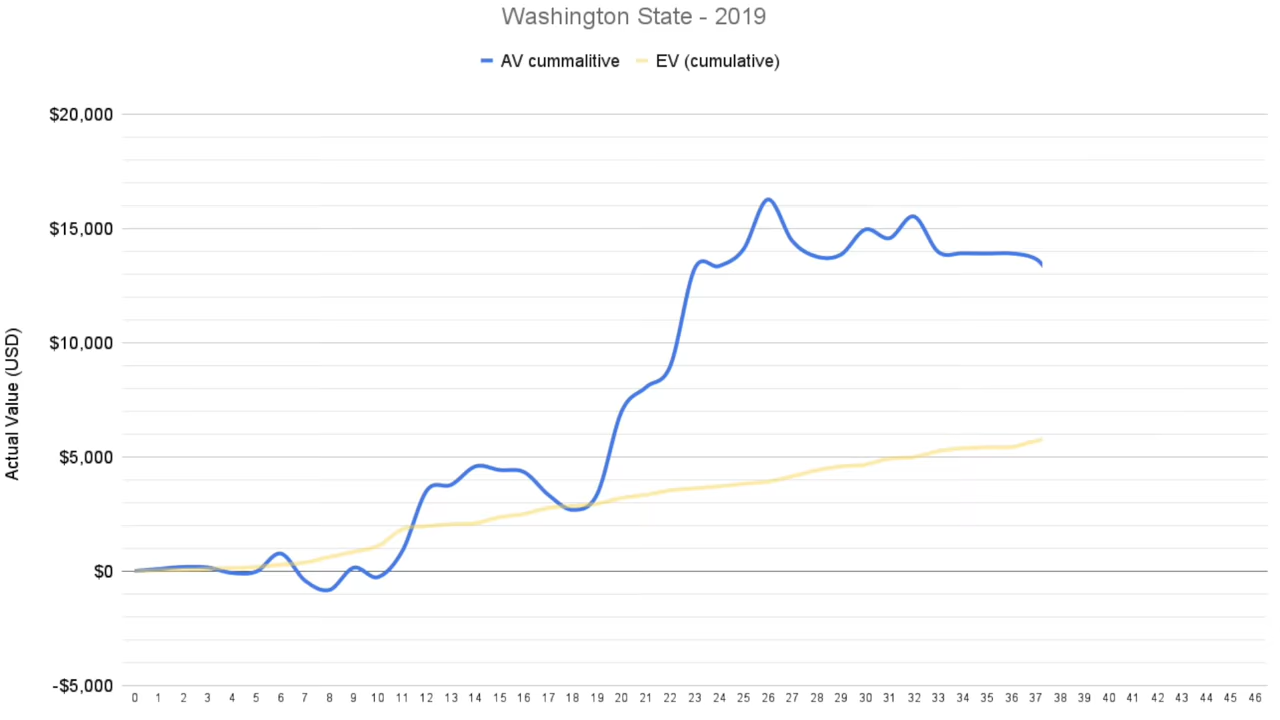 Washington State - 2019
AV cummalitive EV (cumulative)
$20,000
$15,000
$10,000
$5,000
$0
-$5,000
Actual Value (USD)
0 1 2 3 4 5 6 7 8 9 10 11 12 13 14 15 16 17 18 19 20 21 22 23 24 25 26 27 28 29 30 31 32 33 34 35 36 37 38 39 40 41 42 43 44 45 46